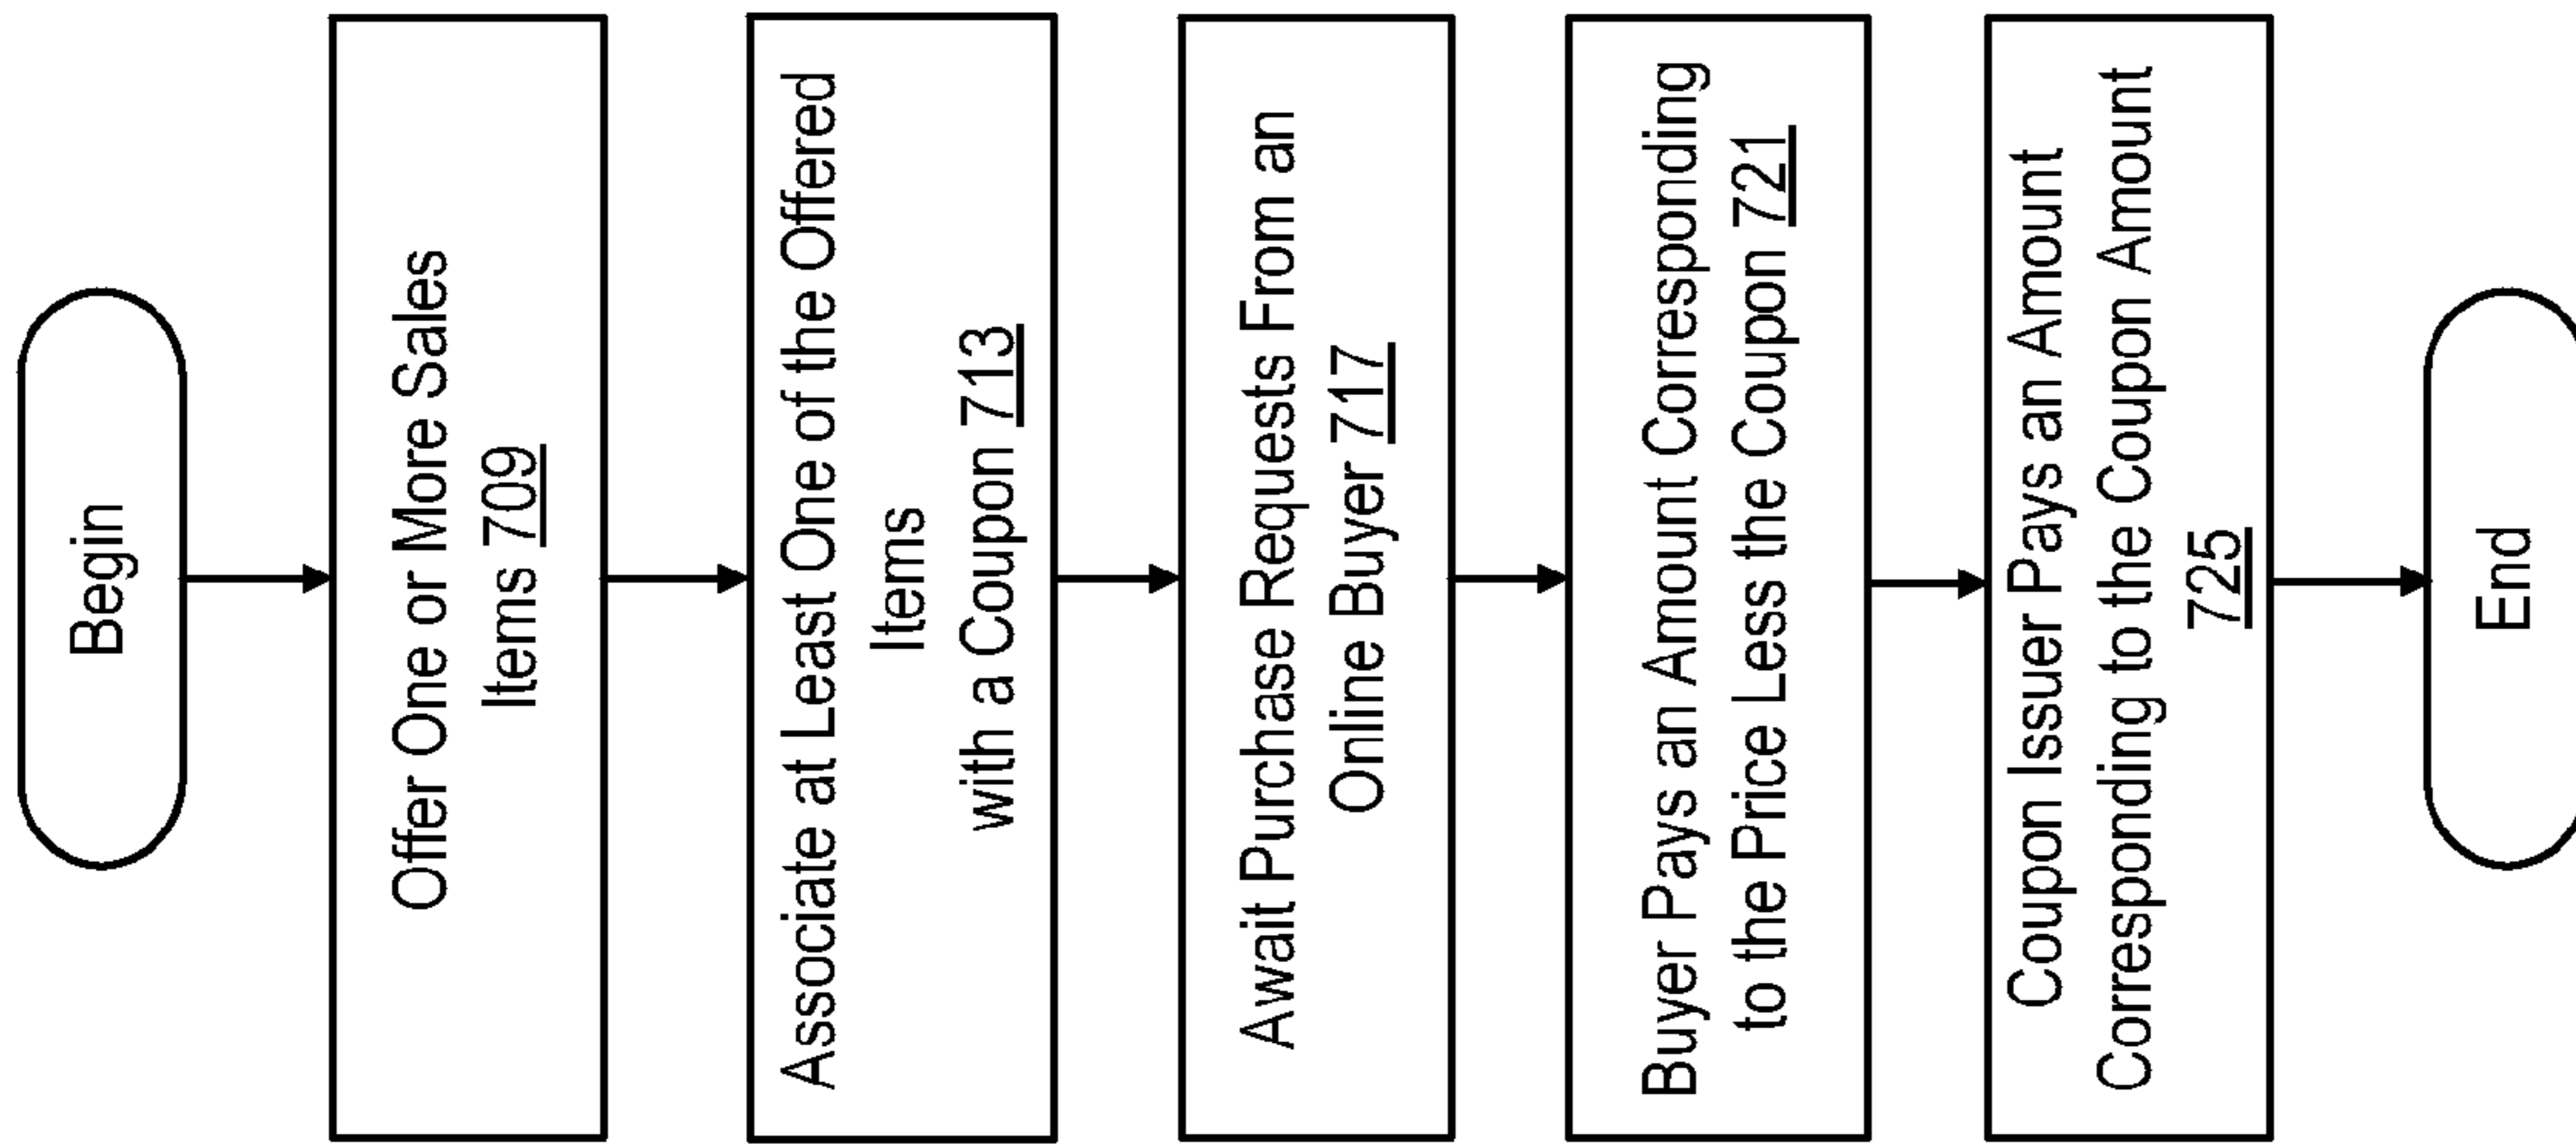 Begin
Offer One or More Sales
Items 709
Associate at Least One of the Offered
Items
with a Coupon 713
Await Purchase Requests From an
Online Buyer 717
Buyer Pays an Amount Corresponding
to the Price Less the Coupon 721
Coupon Issuer Pays an Amount
Corresponding to the Coupon Amount
725
End